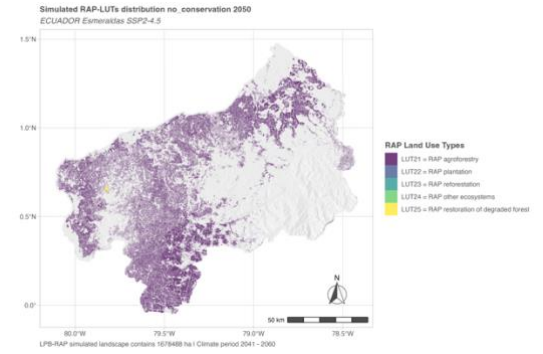 Simulated RAP-LUTs distribution no_conservation 2050
ECUADOR Esmeraldas SSP2-4.5
1.5°N
1.0°N
0.5°N
0.0°
80.0°W
79.5°W
79.0°W
78.5°W
RAP Land Use Types
LUT21 = RAP agroforestry
LUT22 = RAP plantation
LUT23 = RAP reforestation
LUT24 = RAP other ecosystems
LUT25 = RAP restoration of degraded forest
N
50 km
LPB-RAP simulated landscape contains 1678488 ha | Climate period 2041 - 2060